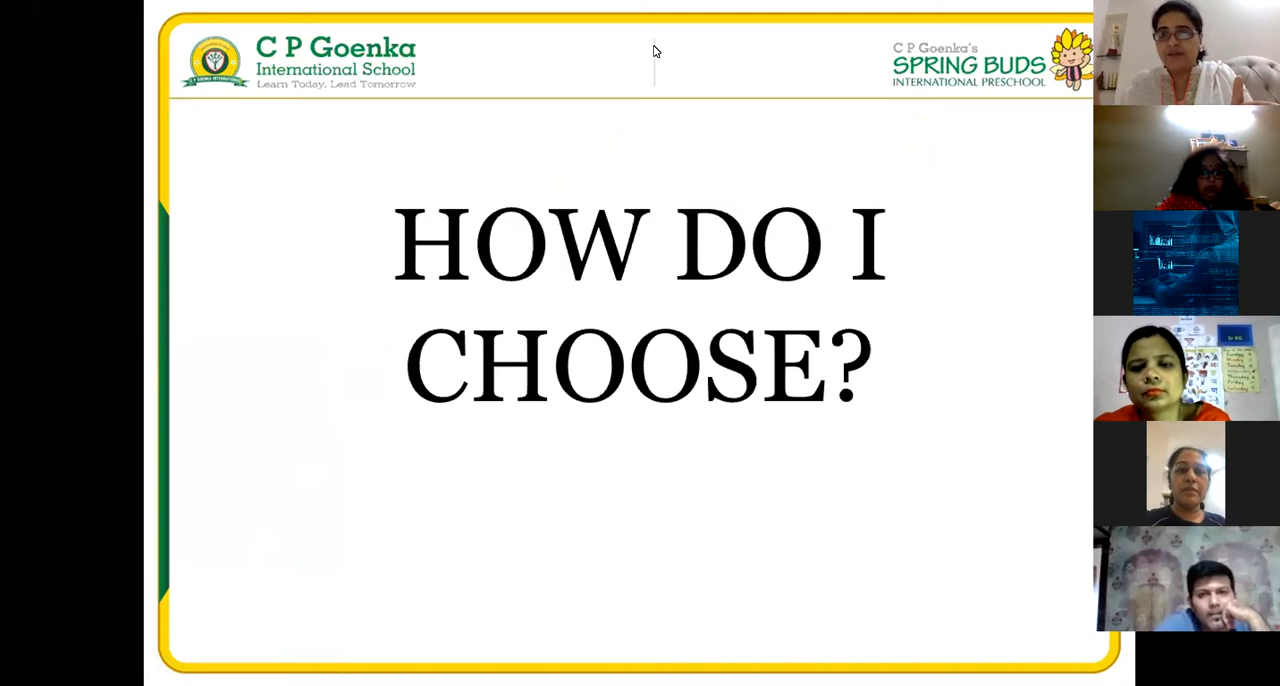 C P Goenka
International School
Learn Today, Lead Tomorrow
C P Goenka's
SPRING BUDS
INTERNATIONAL PRESCHOOL
HOW DO I
CHOOSE?